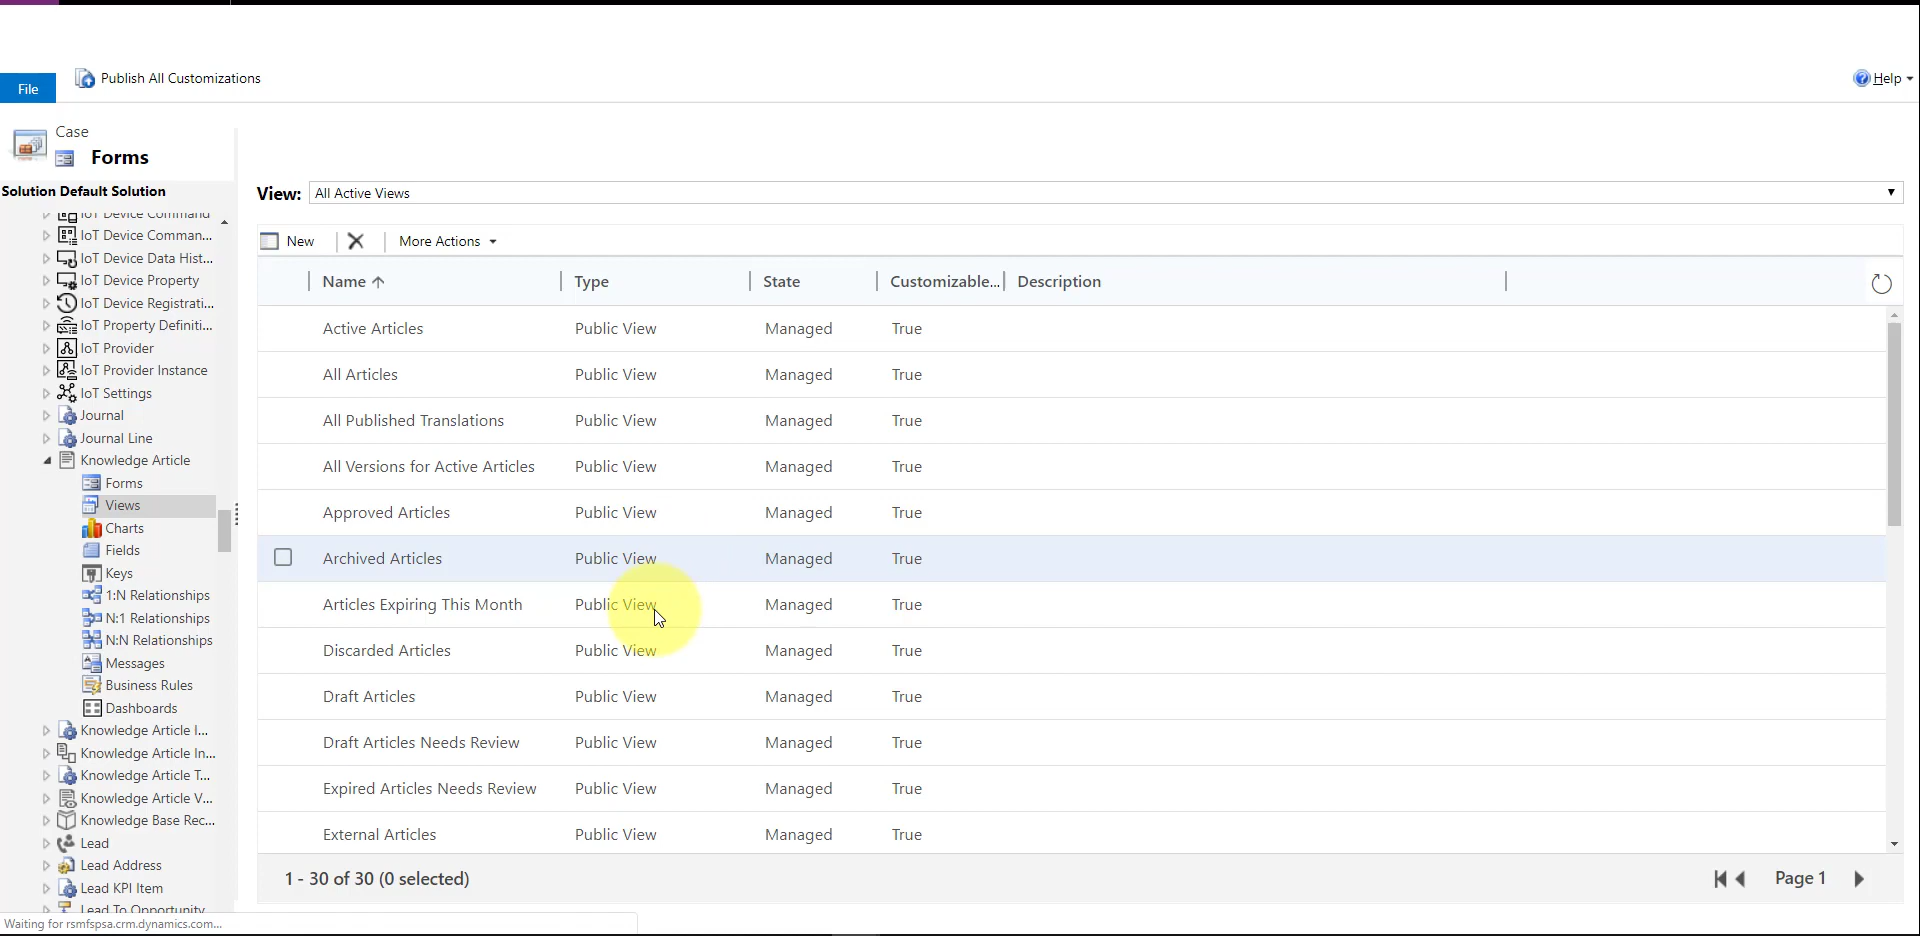 File
Publish All Customizations
Help
Case
Forms
Solution Default Solution
IoT Device Command
IoT Device Comman...
IoT Device Data Hist...
IoT Device Property
IoT Device Registrati...
IoT Property Definiti...
IoT Provider
IoT Provider Instance
IoT Settings
Journal
Journal Line
Knowledge Article
Forms
Views
Charts
Fields
Keys
1:N Relationships
N:1 Relationships
N:N Relationships
Messages
Business Rules
Dashboards
Knowledge Article I...
Knowledge Article In...
Knowledge Article T...
Knowledge Article V...
Knowledge Base Rec...
Lead
Lead Address
Lead KPI Item
Lead To Opportunity
View: All Active Views
New More Actions
Name Type State Customizable... Description
Active Articles Public View Managed True
All Articles Public View Managed True
All Published Translations Public View Managed True
All Versions for Active Articles Public View Managed True
Approved Articles Public View Managed True
Archived Articles Public View Managed True
Articles Expiring This Month Public View Managed True
Discarded Articles Public View Managed True
Draft Articles Public View Managed True
Draft Articles Needs Review Public View Managed True
Expired Articles Needs Review Public View Managed True
External Articles Public View Managed True
1 - 30 of 30 (0 selected) Page 1
Waiting for rsmfspsa.crm.dynamics.com...